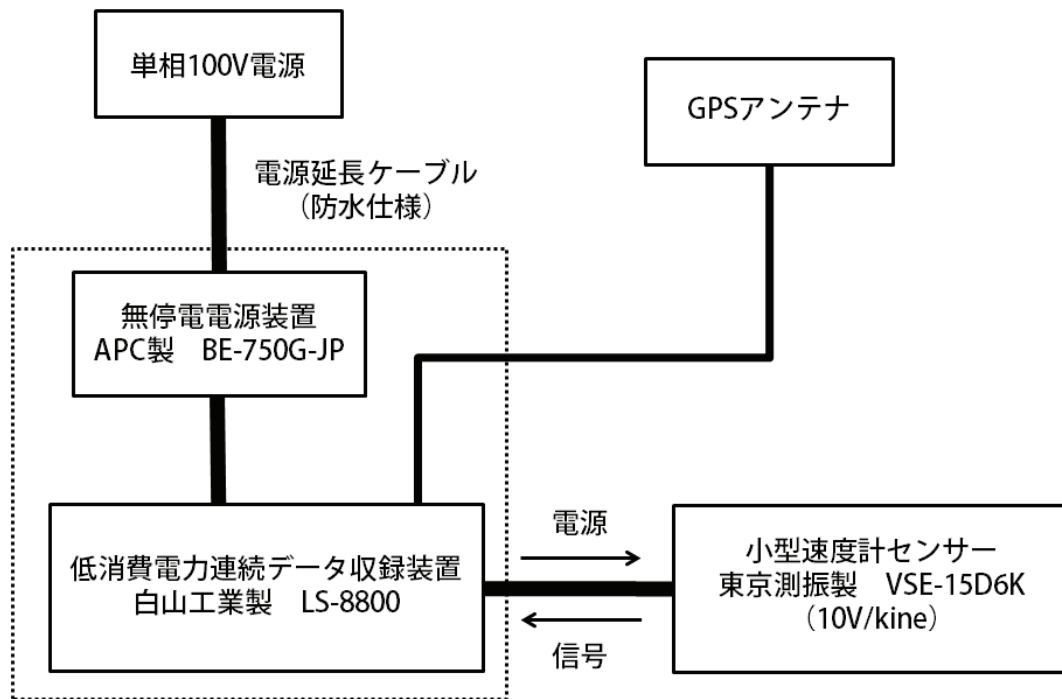 単相100V電源
GPSアンテナ
電源延長ケーブル
（防水仕様）
無停電電源装置
APC製　BE-750G-JP
低消費電力連続データ収録装置
白山工業製　LS-8800
電源
信号
小型速度計センサー
東京測振製　VSE-15D6K
（10V/kine）